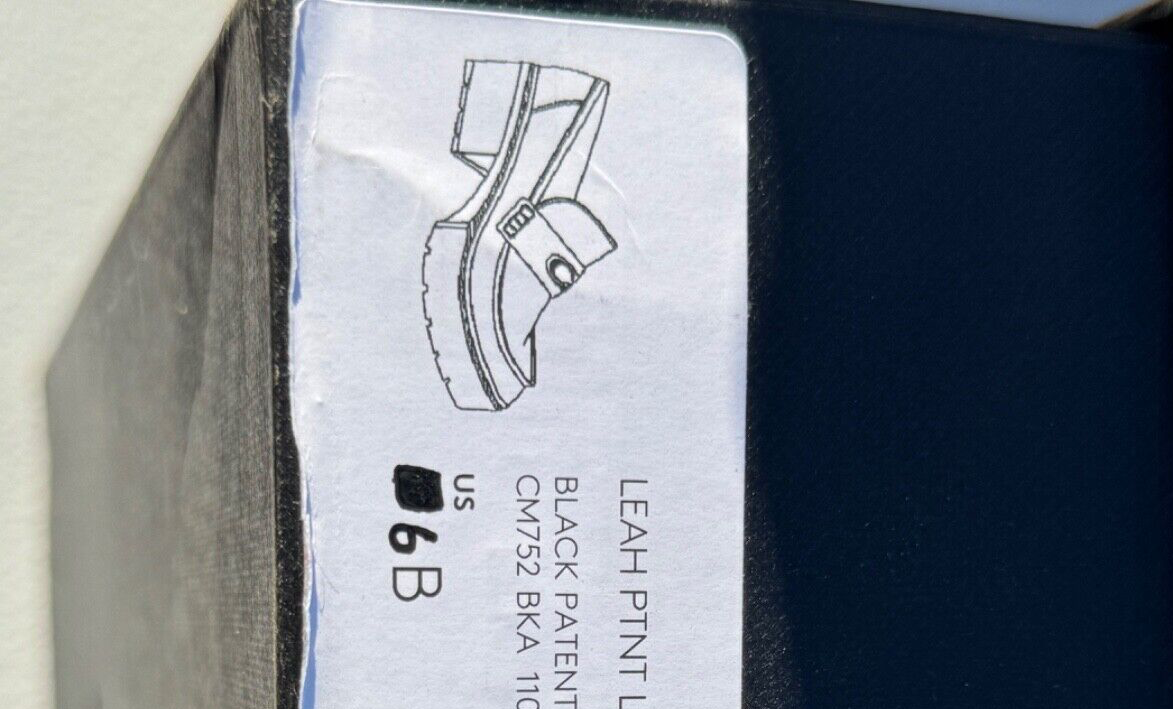 LEAH PTNT L
BLACK PATENT
CM752 BKA 110
US
6B